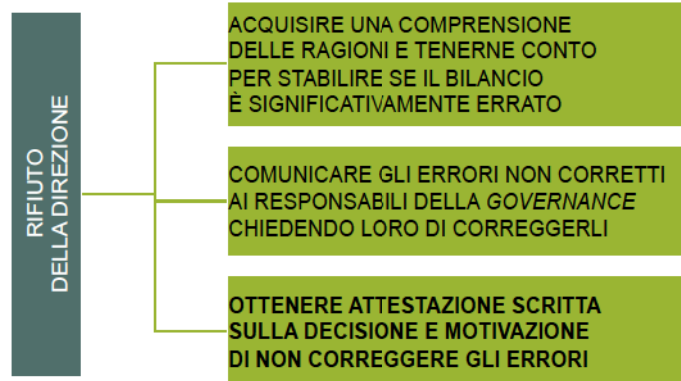 RIFIUTO
DELLA DIREZIONE
ACQUISIRE UNA COMPRENSIONE
DELLE RAGIONI E TENERNE CONTO
PER STABILIRE SE IL BILANCIO
È SIGNIFICATIVAMENTE ERRATO
COMUNICARE GLI ERRORI NON CORRETTI
AI RESPONSABILI DELLA GOVERNANCE
CHIEDENDO LORO DI CORREGGERLI
OTTENERE ATTESTAZIONE SCRITTA
SULLA DECISIONE E MOTIVAZIONE
DI NON CORREGGERE GLI ERRORI